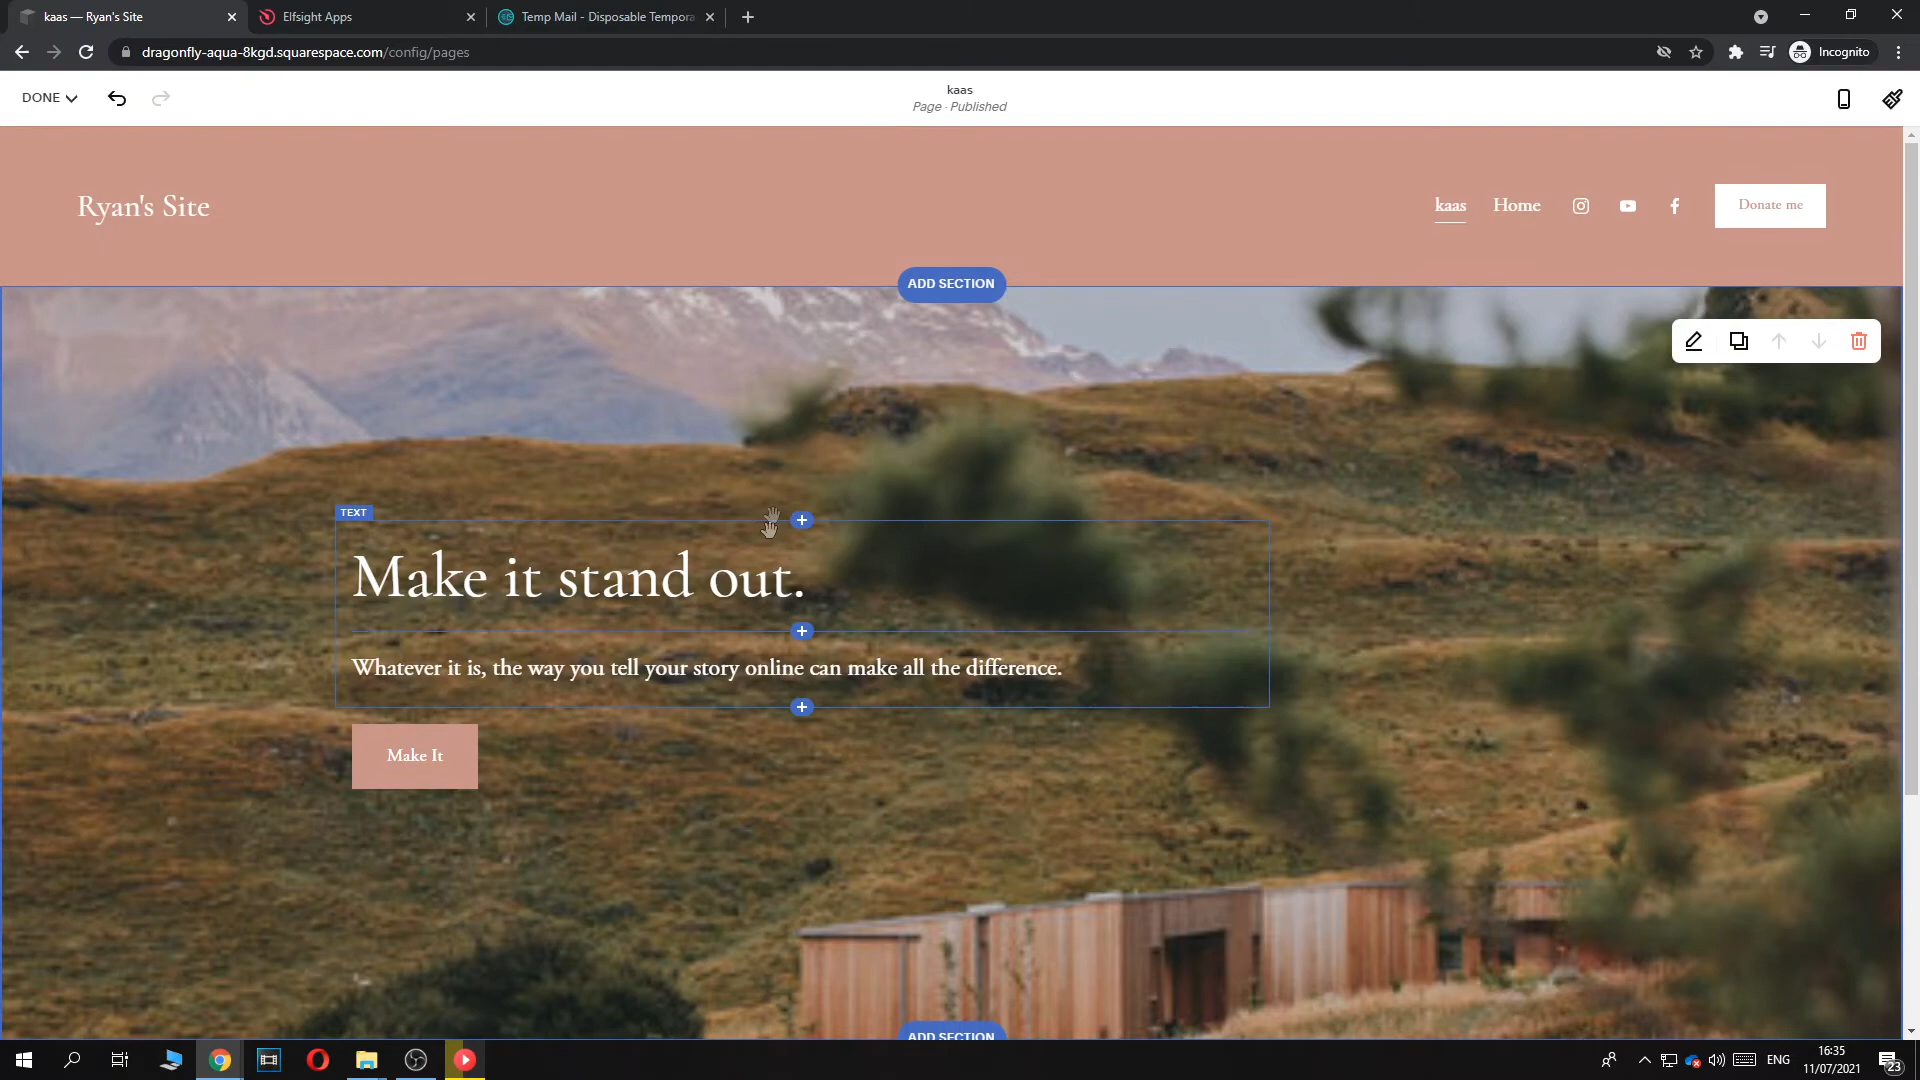 kaas — Ryan's Site
Elfsight Apps
Temp Mail - Disposable Tempora
dragonfly-aqua-8kgd.squarespace.com/config/pages
Incognito
DONE
kaas
Page · Published
Ryan's Site
kaas
Home
Donate me
ADD SECTION
TEXT
Make it stand out.
Whatever it is, the way you tell your story online can make all the difference.
Make It
ADD SECTION
ENG
16:35
11/07/2021
23